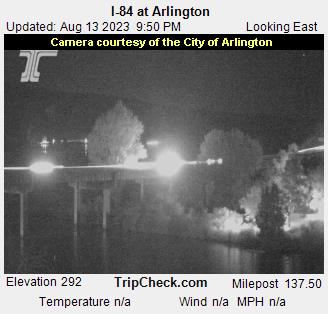 I-84 at Arlington
Updated: Aug 13 2023 9:50 PM Looking East
Camera courtesy of the City of Arlington
Elevation 292 TripCheck.com Milepost 137.50
Temperature n/a Wind n/a MPH n/a